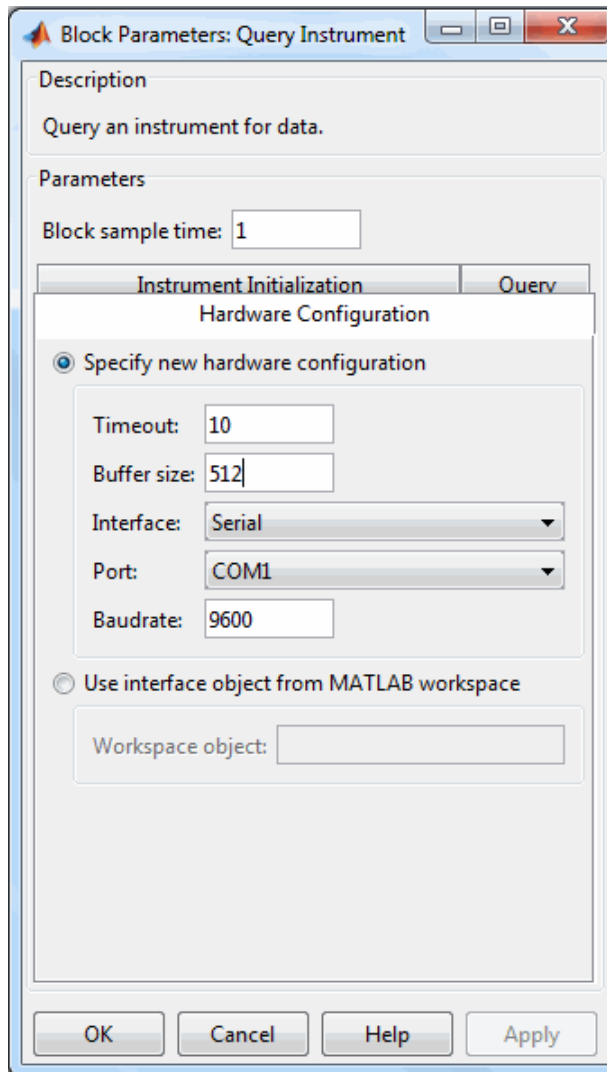 Block Parameters: Query Instrument
Description
Query an instrument for data.
Parameters
Block sample time: 1
Instrument Initialization Query
Hardware Configuration
Specify new hardware configuration
Timeout: 10
Buffer size: 512
Interface: Serial
Port: COM1
Baudrate: 9600
Use interface object from MATLAB workspace
Workspace object:
OK Cancel Help Apply